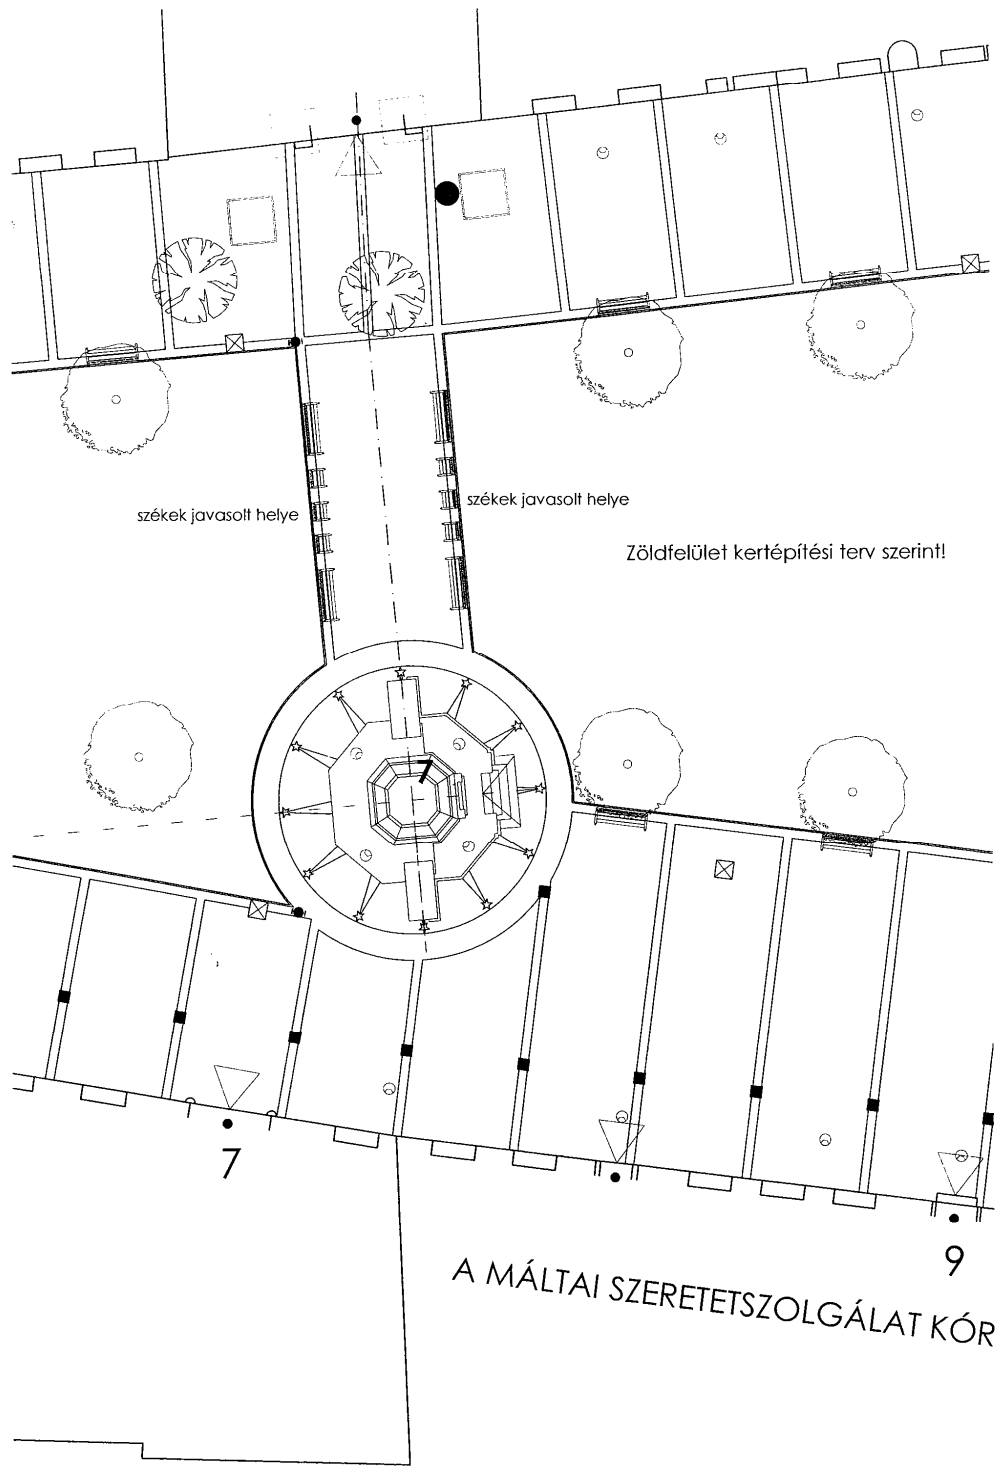 székek javasolt helye
székek javasolt helye
Zöldfelület kertépítési terv szerint!
7
7
9
A MÁLTAI SZERETETSZOLGÁLAT KÓR